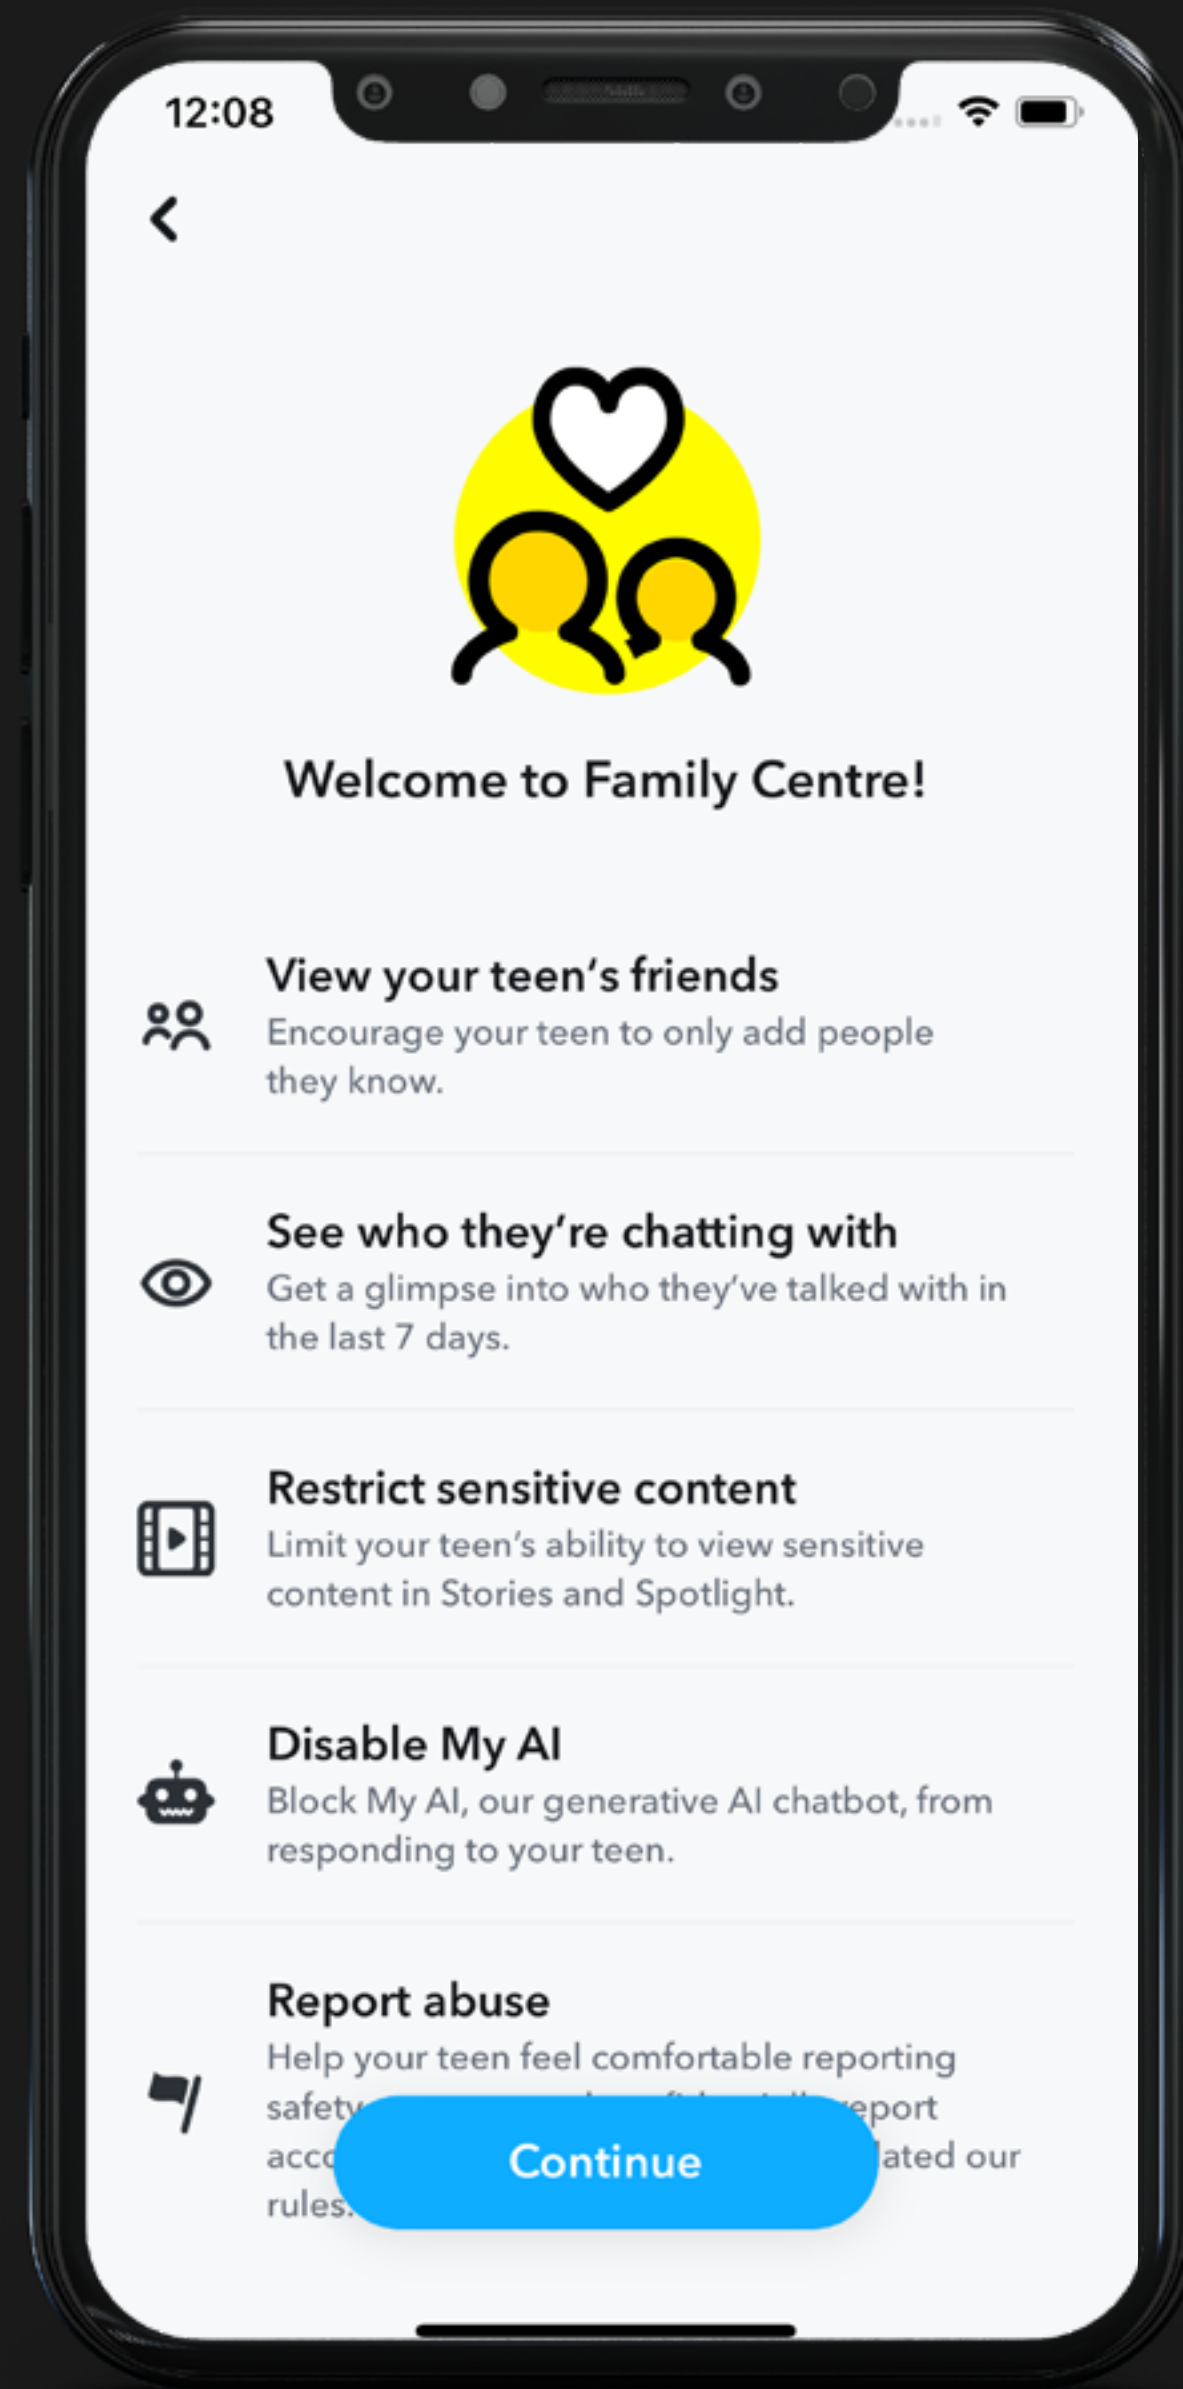 12:08
Welcome to Family Centre!
View your teen's friends
Encourage your teen to only add people
they know.
See who they're chatting with
Get a glimpse into who they've talked with in
the last 7 days.
Restrict sensitive content
Limit your teen's ability to view sensitive
content in Stories and Spotlight.
Disable My AI
Block My AI, our generative AI chatbot, from
responding to your teen.
Report abuse
Help your teen feel comfortable reporting
safety
our
rules.
Continue